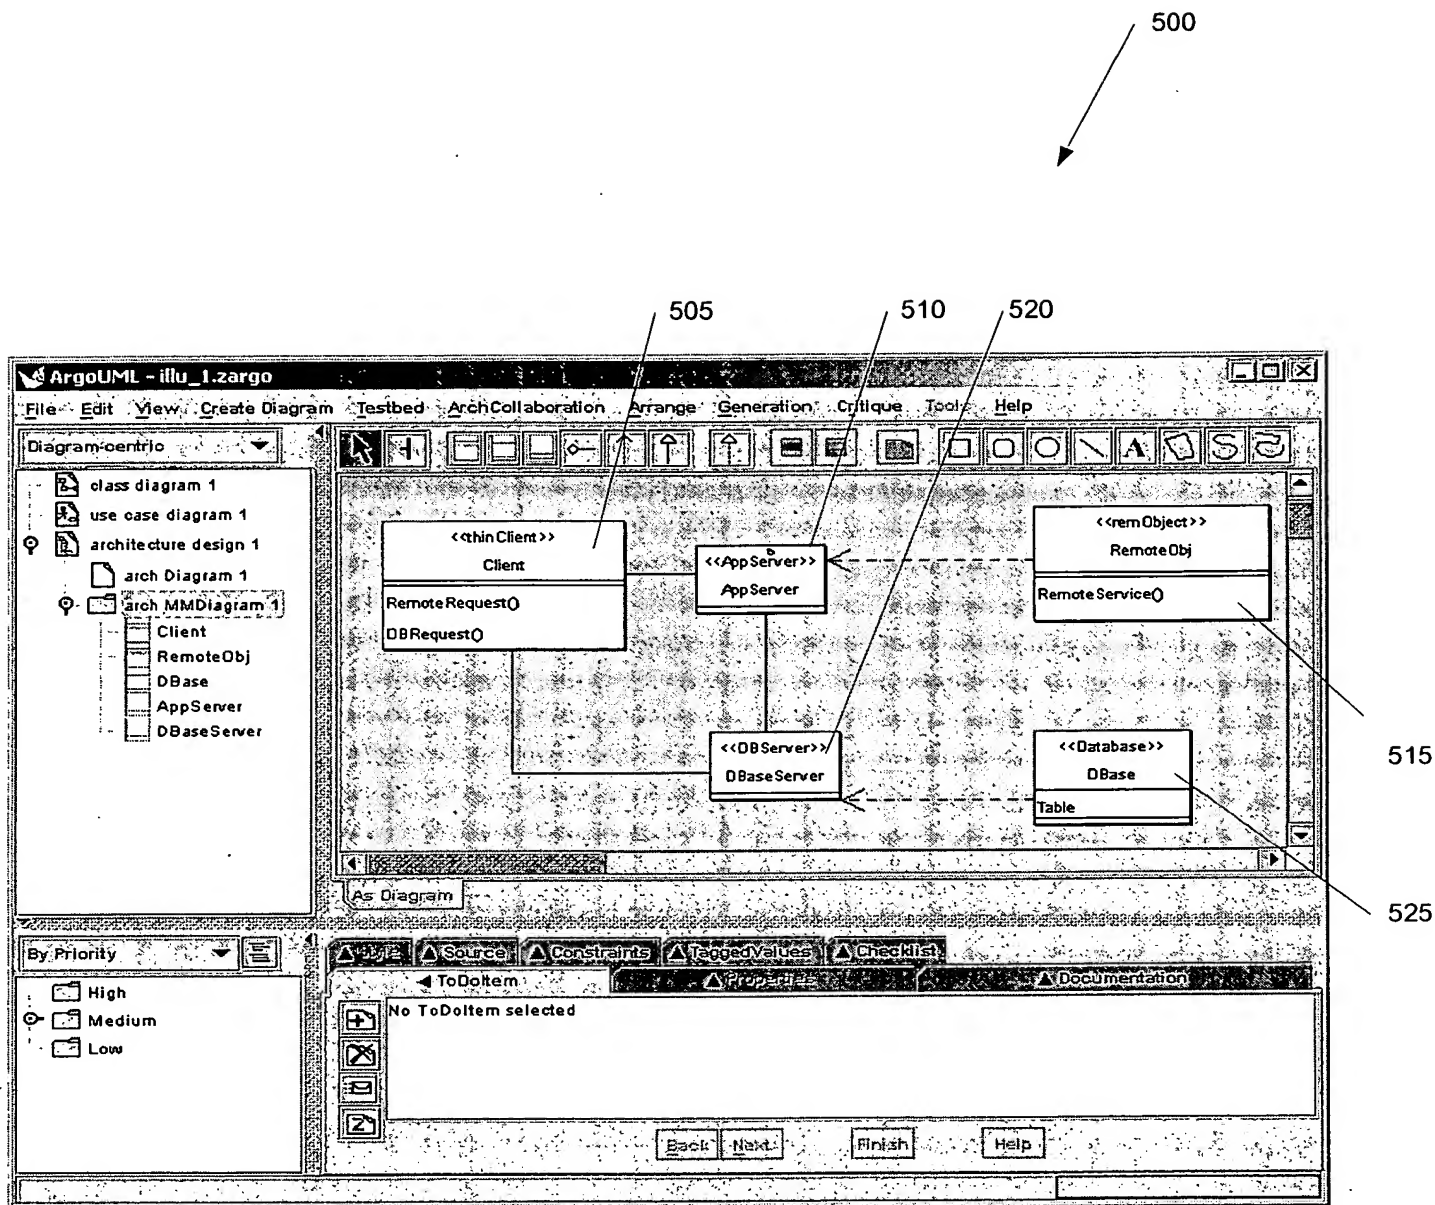 500
505
510
520
ArgoUML - illu_1.zargo
File Edit View Create Diagram Testbed ArchCollaboration Arrange Generation Critique Tools Help
Diagram-centric
class diagram 1
use case diagram 1
architecture design 1
arch Diagram 1
arch MMDiagram 1
Client
RemoteObj
DBase
AppServer
DBaseServer
<<thinClient>>
Client
RemoteRequest()
DBRequest()
<<AppServer>>
AppServer
<<remObject>>
RemoteObj
RemoteService()
<<DBServer>>
DBaseServer
<<Database>>
DBase
Table
515
525
As Diagram
By Priority
High
Medium
Low
Source
Constraints
TaggedValues
Checklist
ToDoItem
Properties
Documentation
No ToDoItem selected
Back
Next
Finish
Help